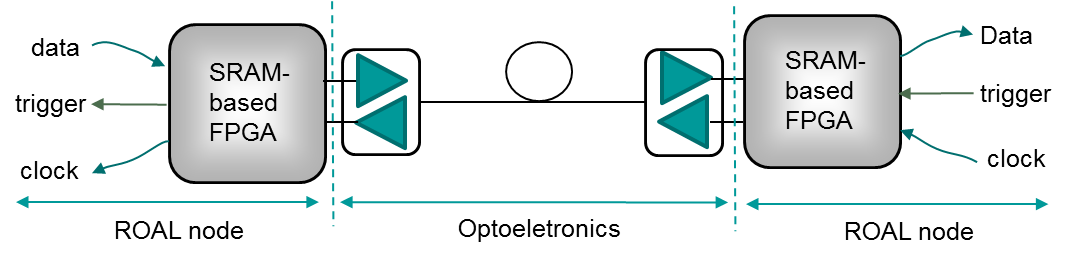 data
trigger
clock
SRAM-
based
FPGA
SRAM-
based
FPGA
Data
trigger
clock
ROAL node
Optoeletronics
ROAL node